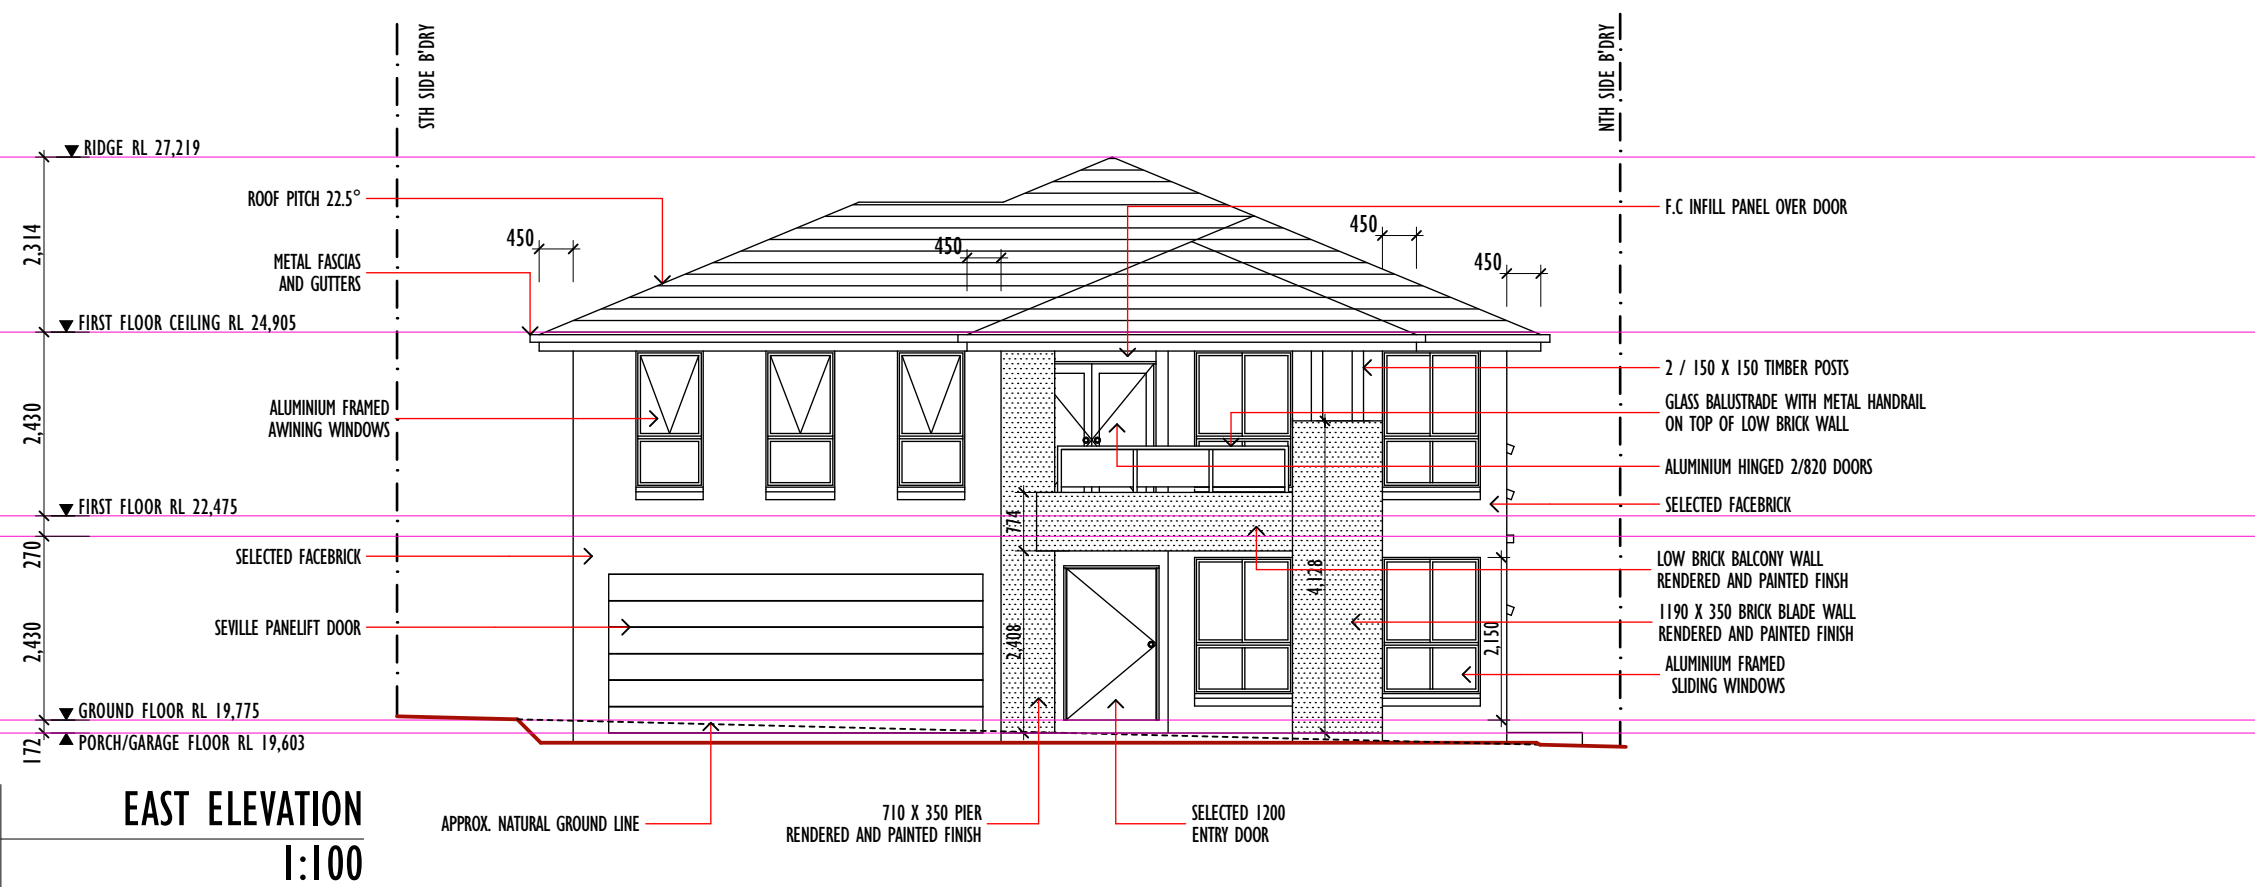 STH SIDE B'DRY
NTH SIDE B'DRY
RIDGE RL 27,219
ROOF PITCH 22.5°
F.C INFILL PANEL OVER DOOR
2,314
450
450
450
450
METAL FASCIAS
AND GUTTERS
FIRST FLOOR CEILING RL 24,905
2 / 150 X 150 TIMBER POSTS
2,430
ALUMINIUM FRAMED
AWINING WINDOWS
GLASS BALUSTRADE WITH METAL HANDRAIL
ON TOP OF LOW BRICK WALL
ALUMINIUM HINGED 2/820 DOORS
FIRST FLOOR RL 22,475
SELECTED FACEBRICK
774
270
SELECTED FACEBRICK
LOW BRICK BALCONY WALL
RENDERED AND PAINTED FINSH
4,128
1190 X 350 BRICK BLADE WALL
RENDERED AND PAINTED FINISH
SEVILLE PANELIFT DOOR
2,430
2,408
2,150
ALUMINIUM FRAMED
SLIDING WINDOWS
GROUND FLOOR RL 19,775
172
PORCH/GARAGE FLOOR RL 19,603
EAST ELEVATION
1:100
APPROX. NATURAL GROUND LINE
710 X 350 PIER
RENDERED AND PAINTED FINISH
SELECTED 1200
ENTRY DOOR